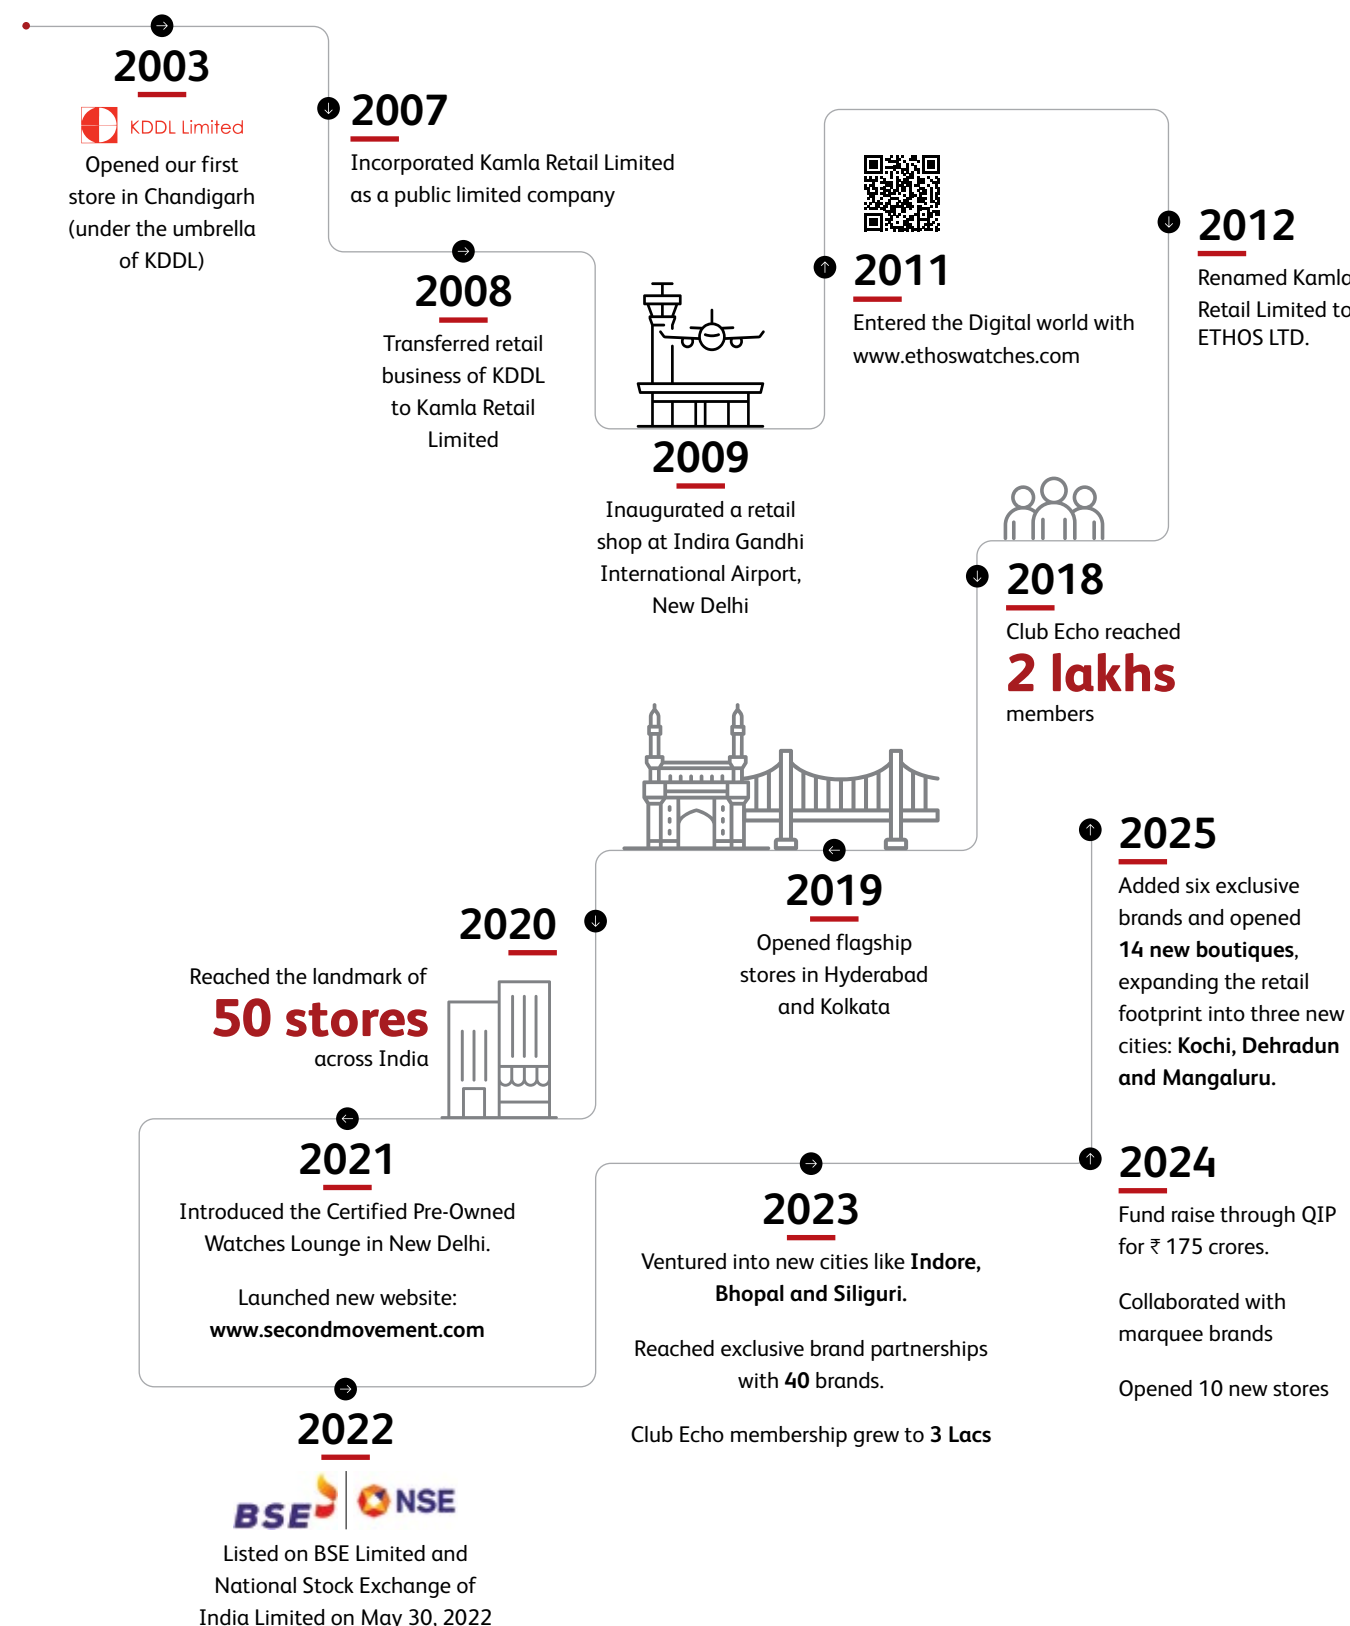 2003
KDDL Limited
Opened our first
store in Chandigarh
(under the umbrella
of KDDL)
2007
Incorporated Kamla Retail Limited
as a public limited company
2008
Transferred retail
business of KDDL
to Kamla Retail
Limited
2009
Inaugurated a retail
shop at Indira Gandhi
International Airport,
New Delhi
2011
Entered the Digital world with
www.ethoswatches.com
2012
Renamed Kamla
Retail Limited to
ETHOS LTD.
2018
Club Echo reached
2 lakhs
members
2019
Opened flagship
stores in Hyderabad
and Kolkata
2020
Reached the landmark of
50 stores
across India
2021
Introduced the Certified Pre-Owned
Watches Lounge in New Delhi.
Launched new website:
www.secondmovement.com
2022
BSE NSE
Listed on BSE Limited and
National Stock Exchange of
India Limited on May 30, 2022
2023
Ventured into new cities like Indore,
Bhopal and Siliguri.
Reached exclusive brand partnerships
with 40 brands.
Club Echo membership grew to 3 Lacs
2024
Fund raise through QIP
for ₹ 175 crores.
Collaborated with
marquee brands
Opened 10 new stores
2025
Added six exclusive
brands and opened
14 new boutiques,
expanding the retail
footprint into three new
cities: Kochi, Dehradun
and Mangaluru.